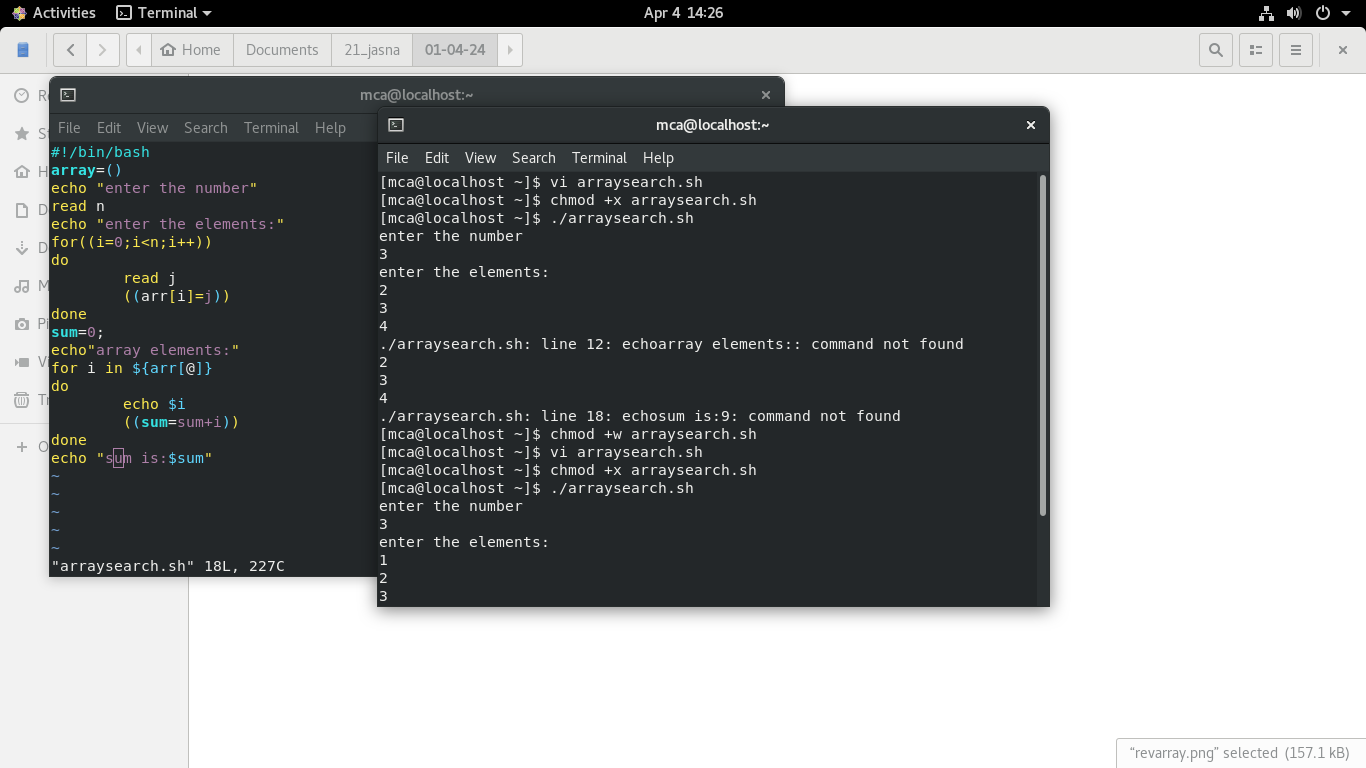 Activities Terminal Apr 4 14:26
Home Documents 21_jasna 01-04-24
mca@localhost:~
File Edit View Search Terminal Help
#!/bin/bash
array=()
echo "enter the number"
read n
echo "enter the elements:"
for((i=0;i<n;i++))
do
read j
((arr[i]=j))
done
sum=0;
echo"array elements:"
for i in ${arr[@]}
do
echo $i
((sum=sum+i))
done
echo "sum is:$sum"
~
~
~
~
~
"arraysearch.sh" 18L, 227C
mca@localhost:~
File Edit View Search Terminal Help
[mca@localhost ~]$ vi arraysearch.sh
[mca@localhost ~]$ chmod +x arraysearch.sh
[mca@localhost ~]$ ./arraysearch.sh
enter the number
3
enter the elements:
2
3
4
./arraysearch.sh: line 12: echoarray elements:: command not found
2
3
4
./arraysearch.sh: line 18: echosum is:9: command not found
[mca@localhost ~]$ chmod +w arraysearch.sh
[mca@localhost ~]$ vi arraysearch.sh
[mca@localhost ~]$ chmod +x arraysearch.sh
[mca@localhost ~]$ ./arraysearch.sh
enter the number
3
enter the elements:
1
2
3
“revarray.png” selected (157.1 kB)